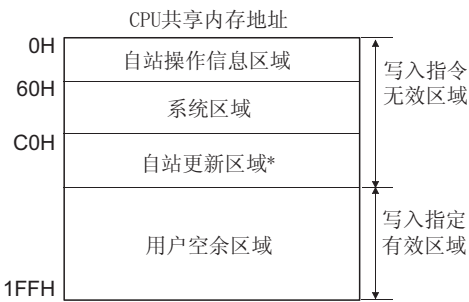 CPU共享内存地址
0H
自站操作信息区域
60H
系统区域
C0H
自站更新区域*
用户空余区域
1FFH
写入指令
无效区域
写入指定
有效区域